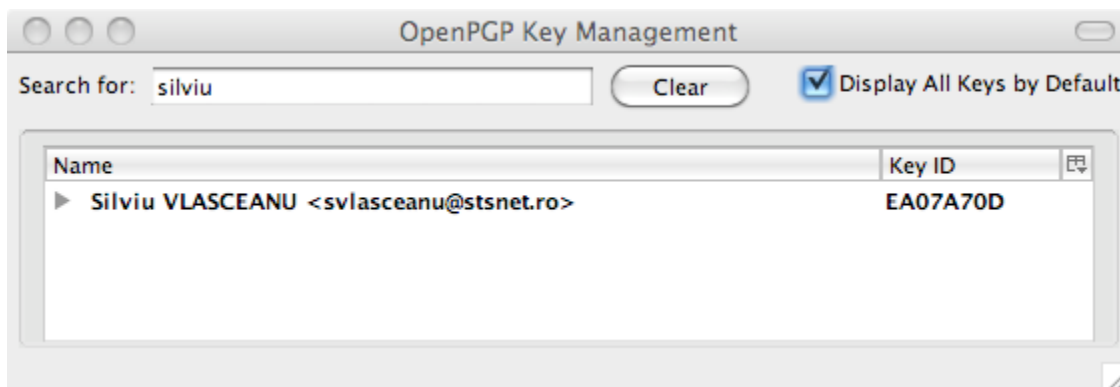 OpenPGP Key Management
Search for: silviu Clear Display All Keys by Default
Name Key ID
Silviu VLASCEANU <svlasceanu@stsnet.ro> EA07A70D